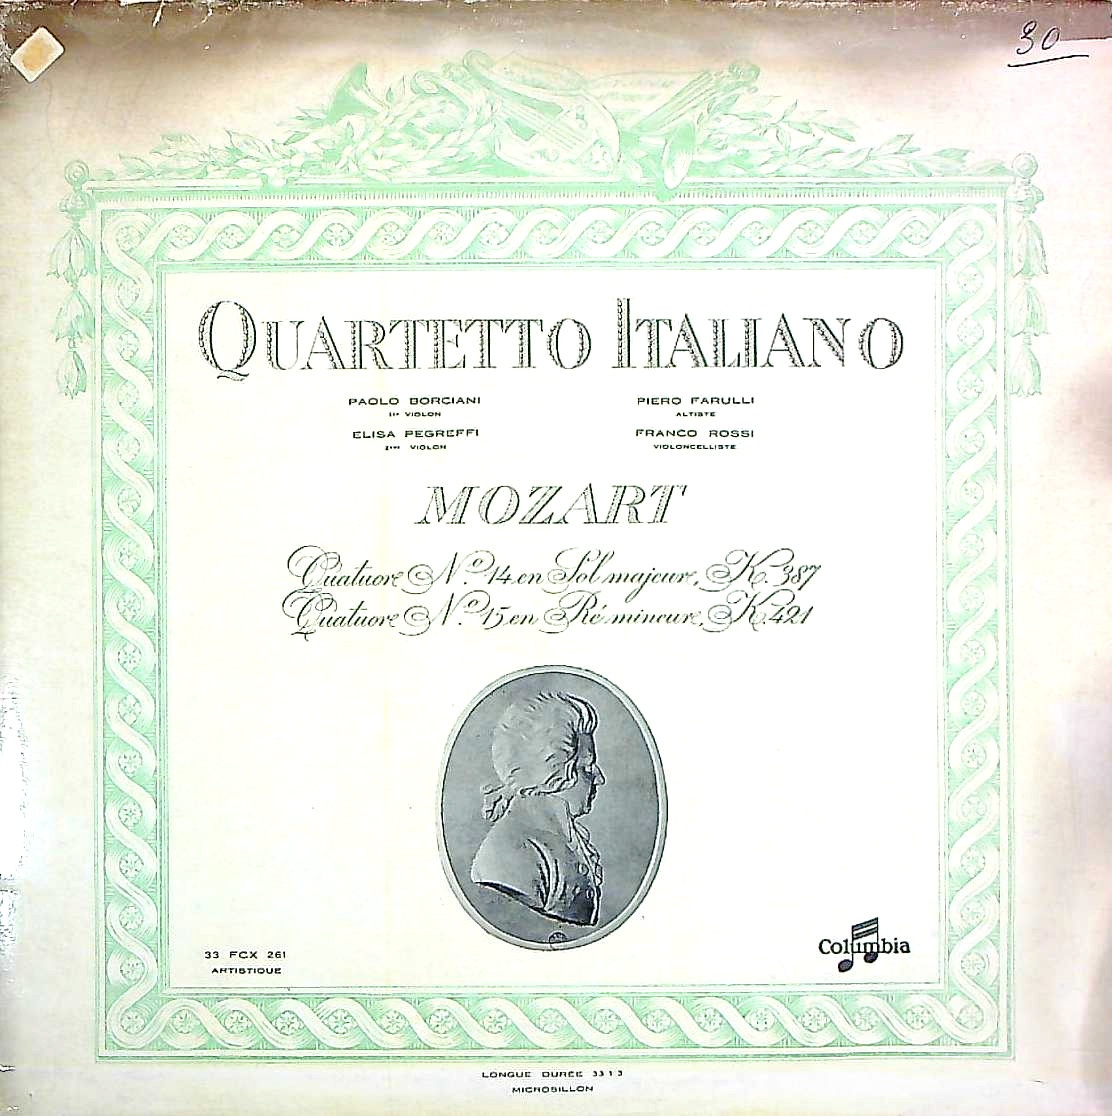 30
QUARTETTO ITALIANO
PAOLO BORCIANI
1er VIOLON
ELISA PEGREFFI
2me VIOLON
PIERO FARULLI
ALTISTE
FRANCO ROSSI
VIOLONCELLISTE
MOZART
Quatuor N.º 14 en Sol majeur, K. 387
Quatuor N.º 15 en Ré mineure, K. 421
33 FCX 261
ARTISTIQUE
Columbia
LONGUE DURÉE 33 1 3
MICROSILLON